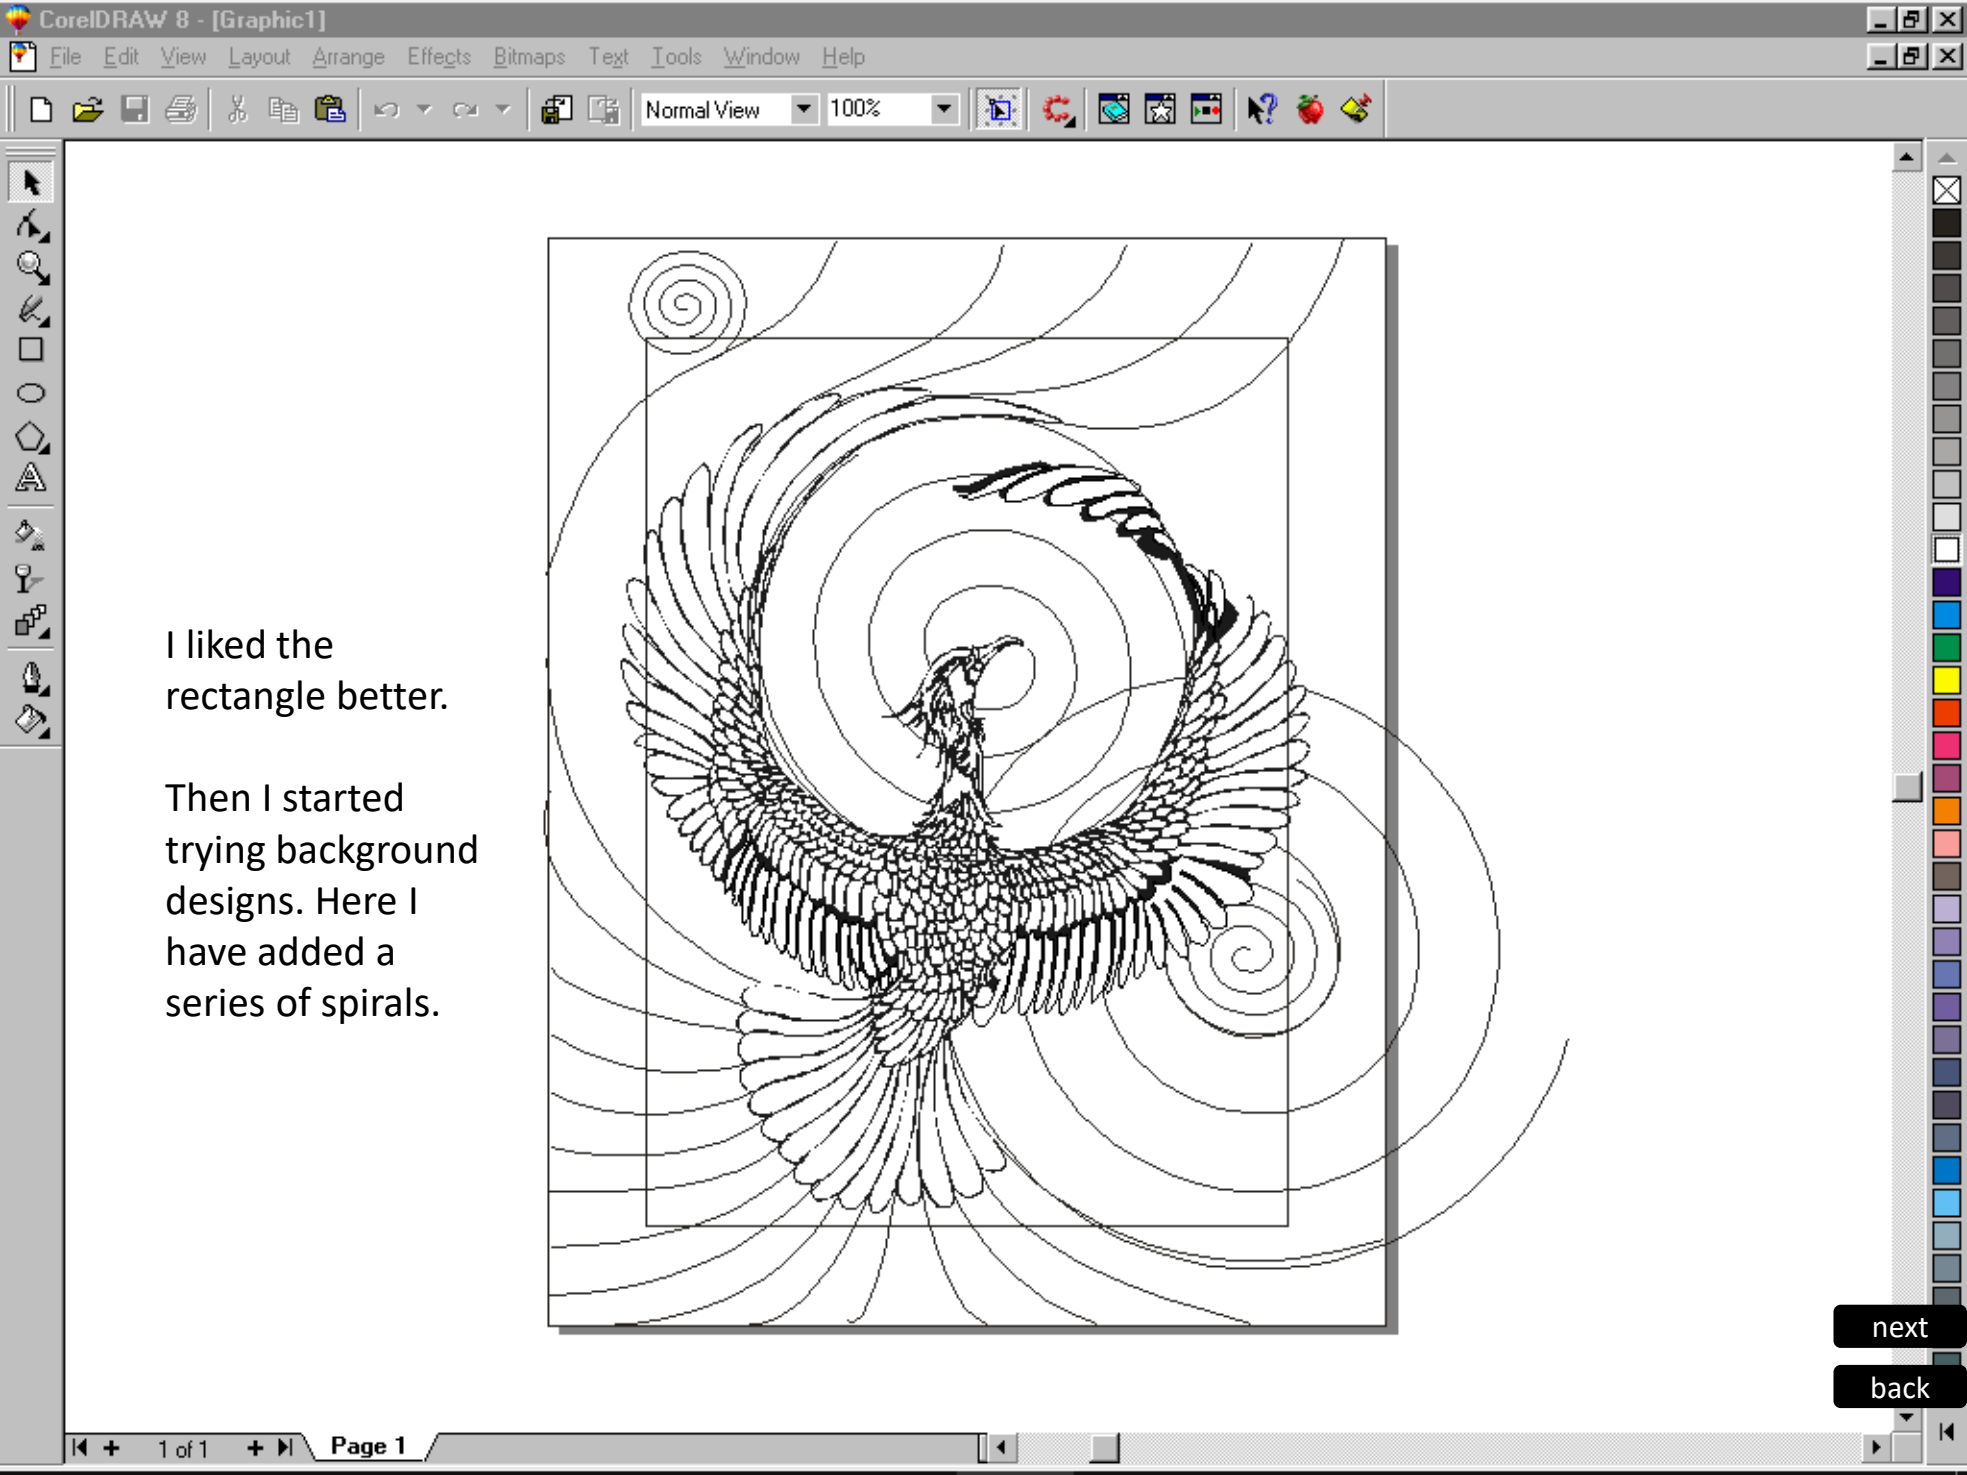 CorelDRAW 8 - [Graphic1]
File Edit View Layout Arrange Effects Bitmaps Text Tools Window Help
Normal View 100%
I liked the
rectangle better.
Then I started
trying background
designs. Here I
have added a
series of spirals.
next
back
1 of 1 Page 1